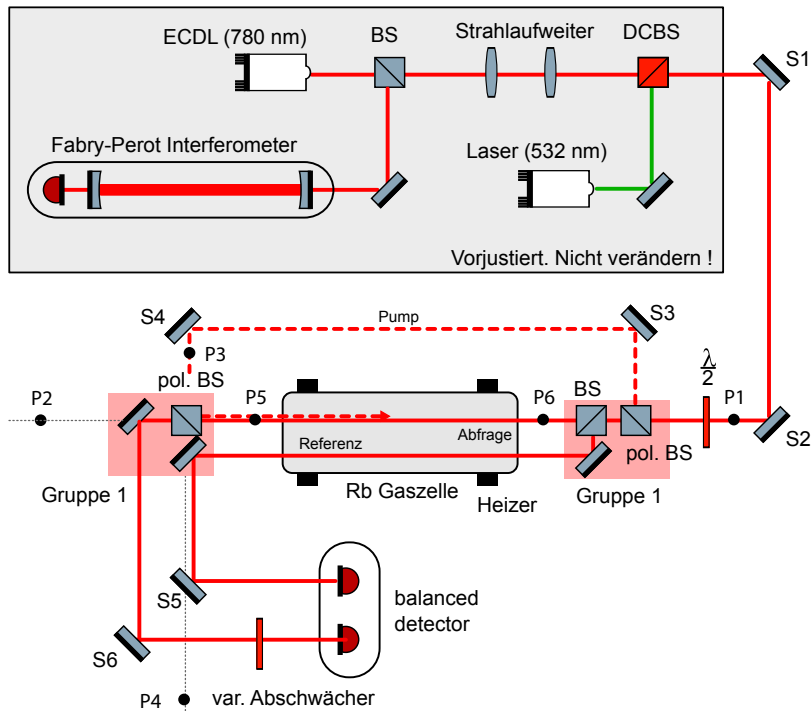 ECDL (780 nm)
BS
Strahlaufweiter
DCBS
S1
Fabry-Perot Interferometer
Laser (532 nm)
Vorjustiert. Nicht verändern !
S4
Pump
S3
P3
pol. BS
P2
P5
P6
BS
λ
2
P1
Referenz
Abfrage
pol. BS
S2
Gruppe 1
Rb Gaszelle
Heizer
Gruppe 1
S5
balanced
detector
S6
P4
var. Abschwächer